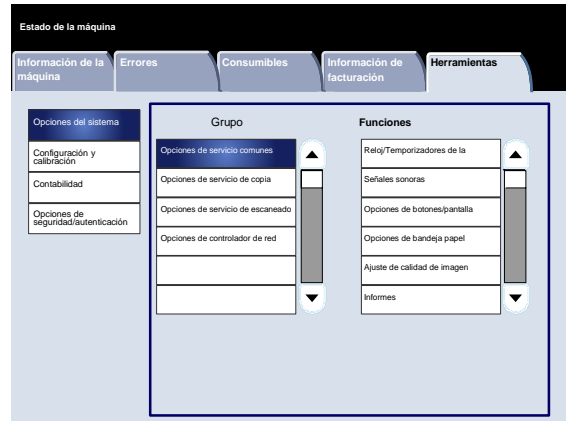 Estado de la máquina
Información de la
máquina
Errores
Consumibles
Información de
facturación
Herramientas
Opciones del sistema
Configuración y
calibración
Contabilidad
Opciones de
seguridad/autenticación
Grupo
Opciones de servicio comunes
Opciones de servicio de copia
Opciones de servicio de escaneado
Opciones de controlador de red
Funciones
Reloj/Temporizadores de la
Señales sonoras
Opciones de botones/pantalla
Opciones de bandeja papel
Ajuste de calidad de imagen
Informes